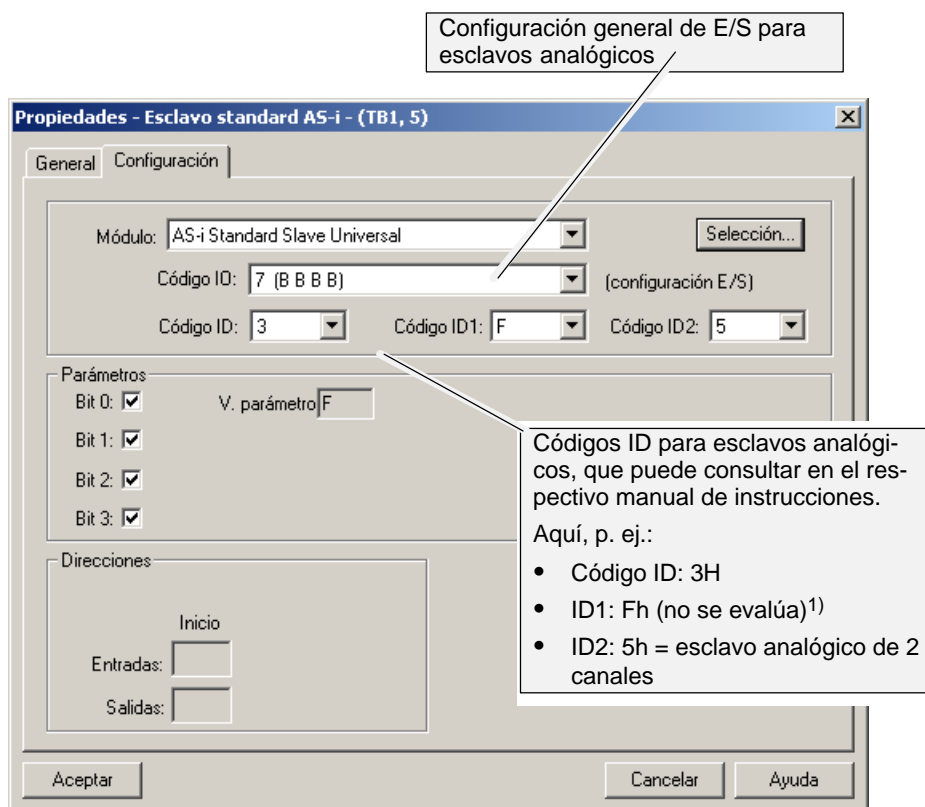 Configuración general de E/S para
esclavos analógicos
Propiedades - Esclavo standard AS-i - (TB1, 5)
General Configuración
Módulo: AS-i Standard Slave Universal Selección...
Código IO: 7 (B B B B) (configuración E/S)
Código ID: 3 Código ID1: F Código ID2: 5
Parámetros
Bit 0: V. parámetro F
Bit 1:
Bit 2:
Bit 3:
Códigos ID para esclavos analógi-
cos, que puede consultar en el res-
pectivo manual de instrucciones.
Aquí, p. ej.:
• Código ID: 3H
• ID1: Fh (no se evalúa)1)
• ID2: 5h = esclavo analógico de 2
canales
Direcciones
Inicio
Entradas:
Salidas:
Aceptar Cancelar Ayuda